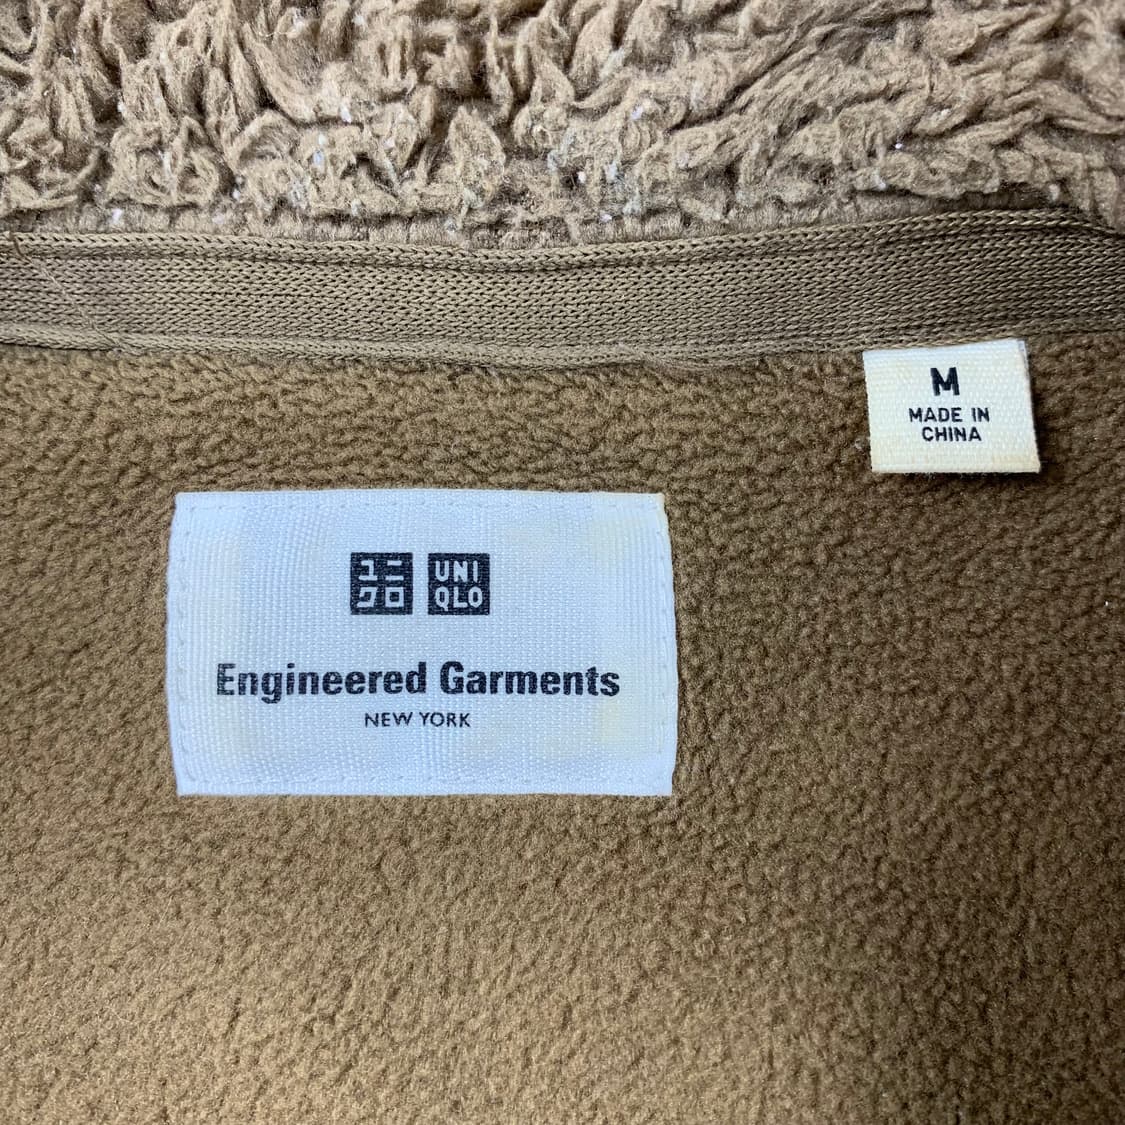 M
MADE IN
CHINA
ユニ
クロ
UNI
QLO
Engineered Garments
NEW YORK